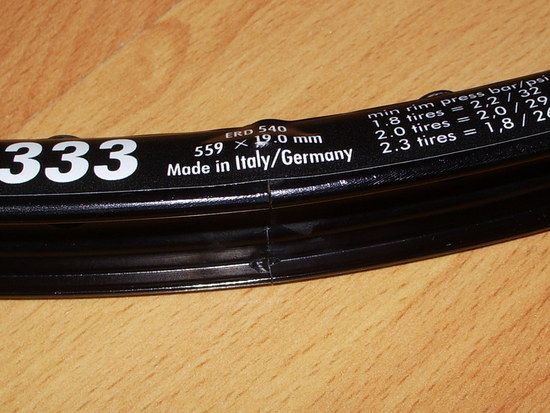 333
ERD 540
559 × 19.0 mm
Made in Italy/Germany
min rim press bar/psi
1.8 tires = 2.2 / 32
2.0 tires = 2,0 / 29
2.3 tires = 1,8 / 26